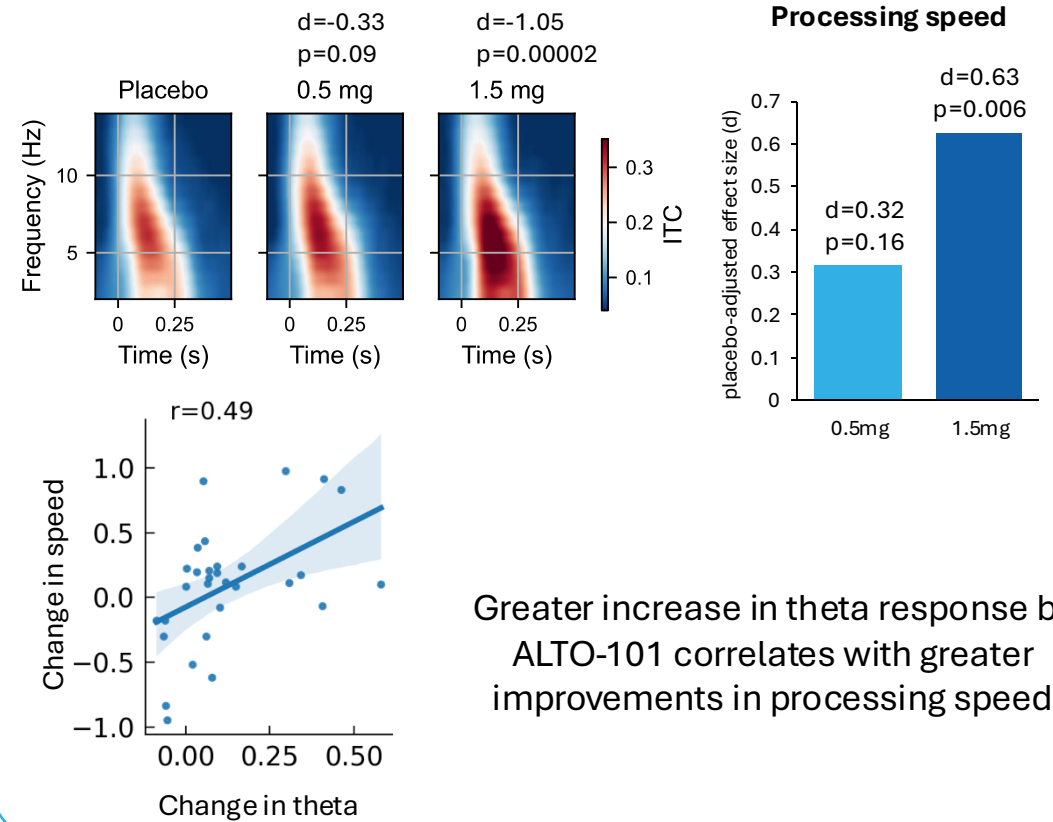 d=-0.33
p=0.09
0.5 mg
d=-1.05
p=0.00002
1.5 mg
Placebo
Frequency (Hz)
10
5
0 0.25
Time (s)
0 0.25
Time (s)
0 0.25
Time (s)
0.3
0.2
0.1
ITC
Processing speed
placebo-adjusted effect size (d)
0.7
0.6
0.5
0.4
0.3
0.2
0.1
0
d=0.32
p=0.16
d=0.63
p=0.006
0.5mg
1.5mg
r=0.49
Change in speed
1.0
0.5
0.0
−0.5
−1.0
0.00 0.25 0.50
Change in theta
Greater increase in theta response b
ALTO-101 correlates with greater
improvements in processing speed